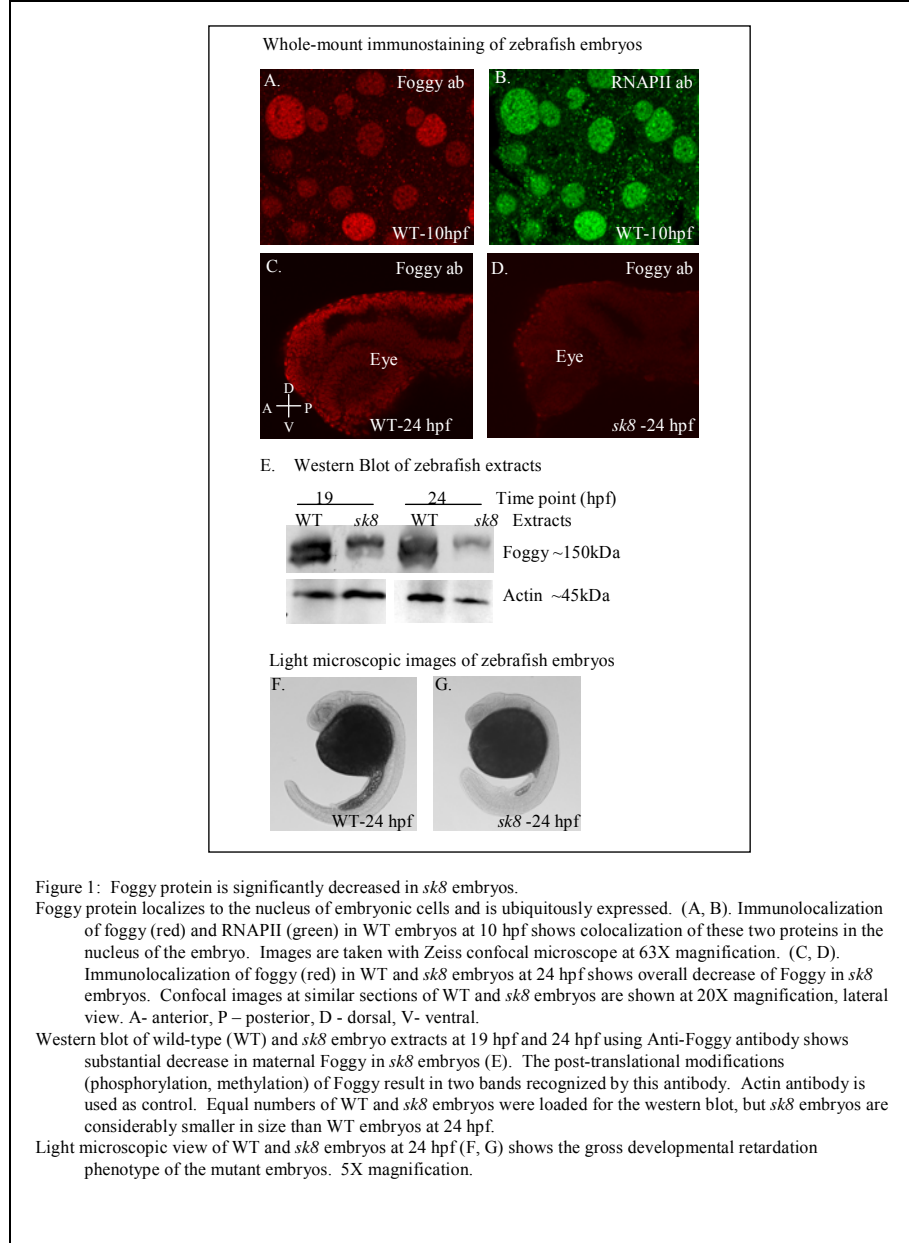 Whole-mount immunostaining of zebrafish embryos
A.
Foggy ab
WT-10hpf
B.
RNAPII ab
WT-10hpf
C.
Foggy ab
Eye
D
A
P
V
WT-24 hpf
D.
Foggy ab
Eye
sk8 -24 hpf
E. Western Blot of zebrafish extracts
19 24 Time point (hpf)
WT sk8 WT sk8 Extracts
Foggy ~150kDa
Actin ~45kDa
Light microscopic images of zebrafish embryos
F.
WT-24 hpf
G.
sk8 -24 hpf
Figure 1: Foggy protein is significantly decreased in sk8 embryos.
Foggy protein localizes to the nucleus of embryonic cells and is ubiquitously expressed. (A, B). Immunolocalization
of foggy (red) and RNAPII (green) in WT embryos at 10 hpf shows colocalization of these two proteins in the
nucleus of the embryo. Images are taken with Zeiss confocal microscope at 63X magnification. (C, D).
Immunolocalization of foggy (red) in WT and sk8 embryos at 24 hpf shows overall decrease of Foggy in sk8
embryos. Confocal images at similar sections of WT and sk8 embryos are shown at 20X magnification, lateral
view. A- anterior, P – posterior, D - dorsal, V- ventral.
Western blot of wild-type (WT) and sk8 embryo extracts at 19 hpf and 24 hpf using Anti-Foggy antibody shows
substantial decrease in maternal Foggy in sk8 embryos (E). The post-translational modifications
(phosphorylation, methylation) of Foggy result in two bands recognized by this antibody. Actin antibody is
used as control. Equal numbers of WT and sk8 embryos were loaded for the western blot, but sk8 embryos are
considerably smaller in size than WT embryos at 24 hpf.
Light microscopic view of WT and sk8 embryos at 24 hpf (F, G) shows the gross developmental retardation
phenotype of the mutant embryos. 5X magnification.